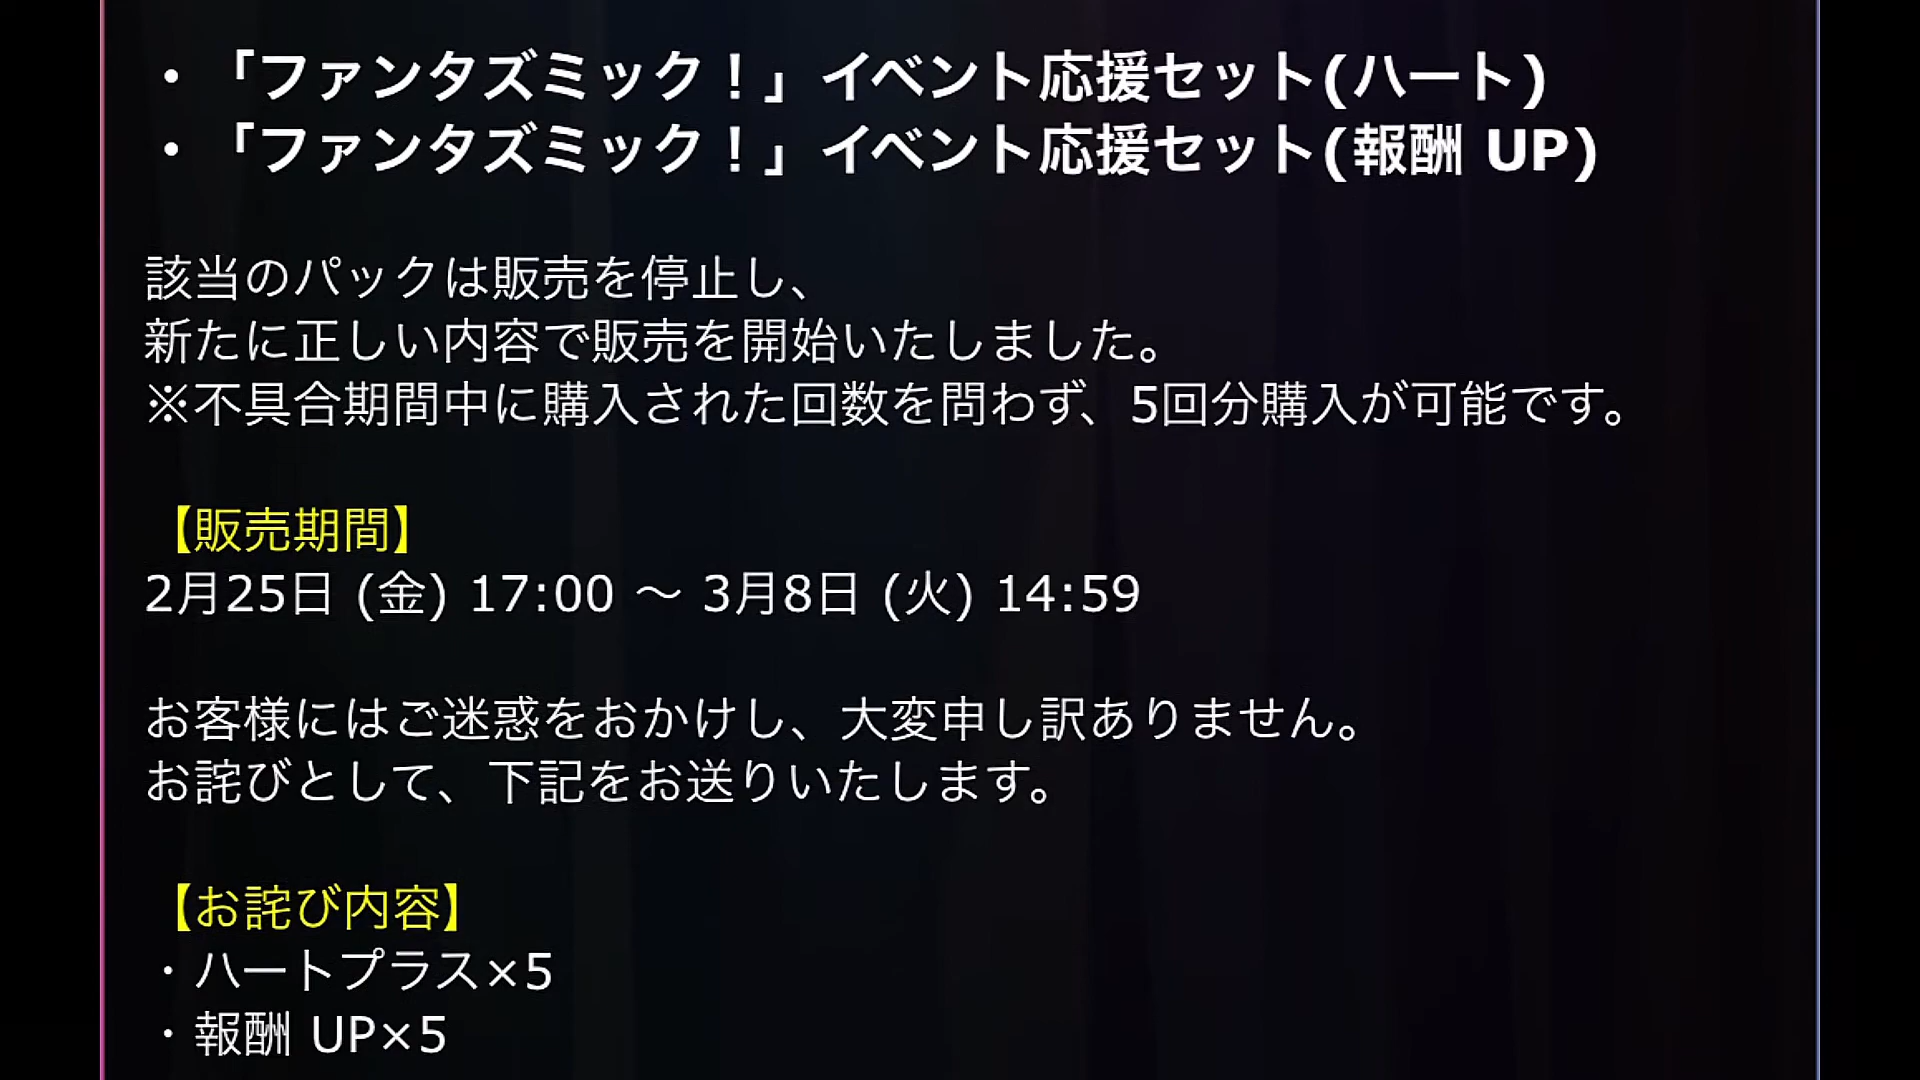 ・「ファンタズミック！」イベント応援セット(ハート)
・「ファンタズミック！」イベント応援セット(報酬 UP)
該当のパックは販売を停止し、
新たに正しい内容で販売を開始いたしました。
※不具合期間中に購入された回数を問わず、5回分購入が可能です。
【販売期間】
2月25日 (金) 17:00 ～ 3月8日 (火) 14:59
お客様にはご迷惑をおかけし、大変申し訳ありません。
お詫びとして、下記をお送りいたします。
【お詫び内容】
・ハートプラス×5
・報酬 UP×5